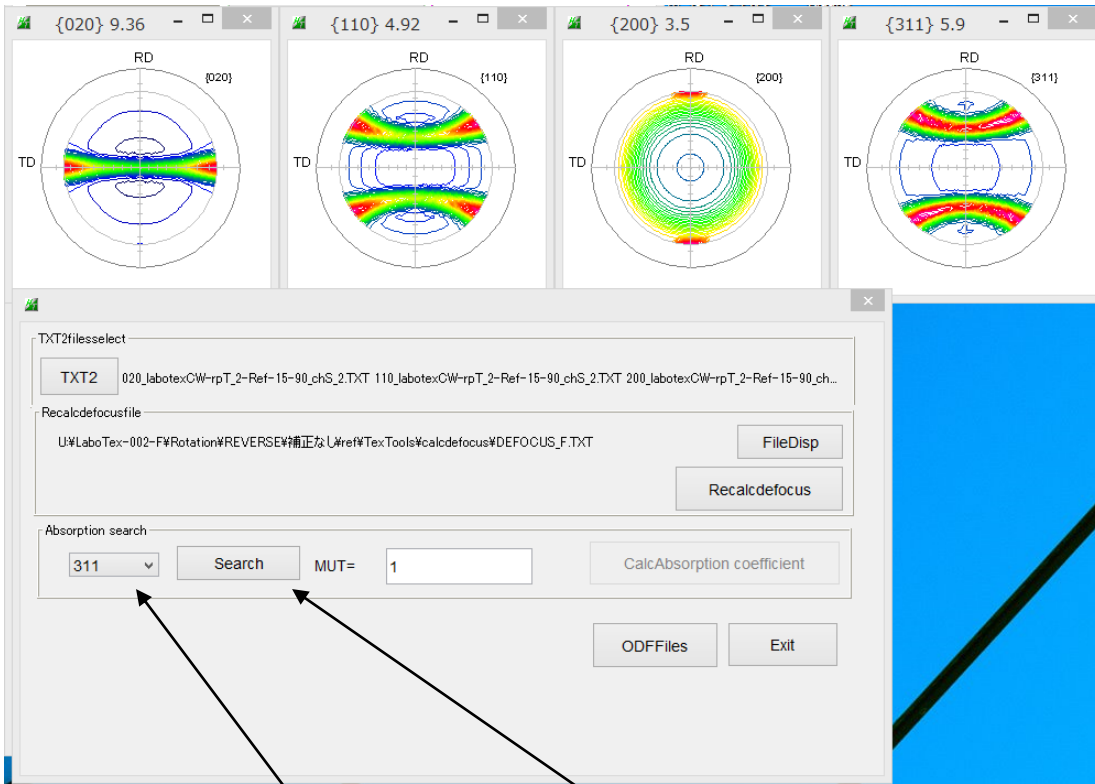 {020} 9.36
{110} 4.92
{200} 3.5
{311} 5.9
RD
{020}
TD
RD
{110}
TD
RD
{200}
TD
RD
{311}
TD
TXT2filesselect
TXT2 020_labotexCW-rpT_2-Ref-15-90_chS_2.TXT 110_labotexCW-rpT_2-Ref-15-90_chS_2.TXT 200_labotexCW-rpT_2-Ref-15-90_ch...
Recalcdefocusfile
U:¥LaboTex-002-F¥Rotation¥REVERSE¥補正なし¥ref¥TexTools¥calcdefocus¥DEFOCUS_F.TXT
FileDisp
Recalcdefocus
Absorption search
311 Search MUT= 1 CalcAbsorption coefficient
ODFFiles Exit